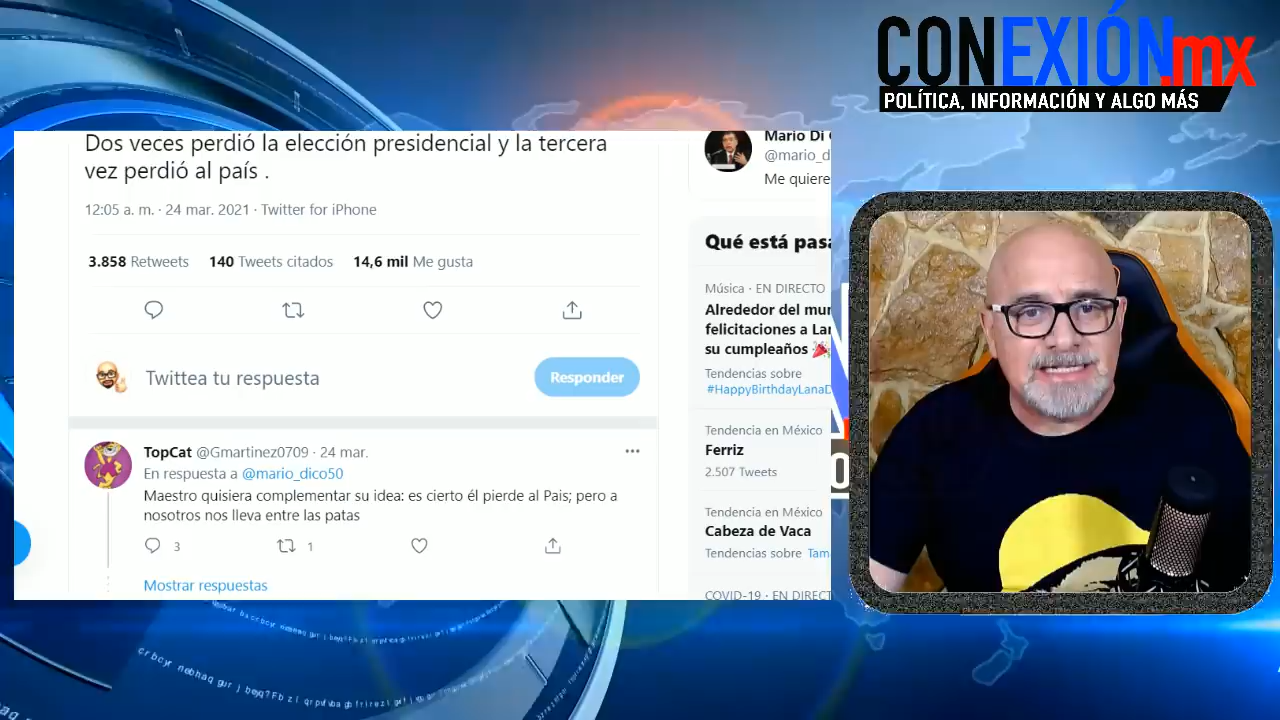 CONEXIÓN.mx
POLÍTICA, INFORMACIÓN Y ALGO MÁS
Dos veces perdió la elección presidencial y la tercera
vez perdió al país .
12:05 a. m. · 24 mar. 2021 · Twitter for iPhone
3.858 Retweets 140 Tweets citados 14,6 mil Me gusta
Twittea tu respuesta
Responder
TopCat @Gmartinez0709 · 24 mar.
En respuesta a @mario_dico50
Maestro quisiera complementar su idea: es cierto él pierde al Pais; pero a
nosotros nos lleva entre las patas
3 1
Mostrar respuestas
Mario Di
@mario_d
Me quiere
Qué está pasa
Música · EN DIRECTO
Alrededor del mun
felicitaciones a Lan
su cumpleaños 🎉
Tendencias sobre
#HappyBirthdayLanaD
Tendencia en México
Ferriz
2.507 Tweets
Tendencia en México
Cabeza de Vaca
Tendencias sobre Tam
COVID-19 · EN DIRECT